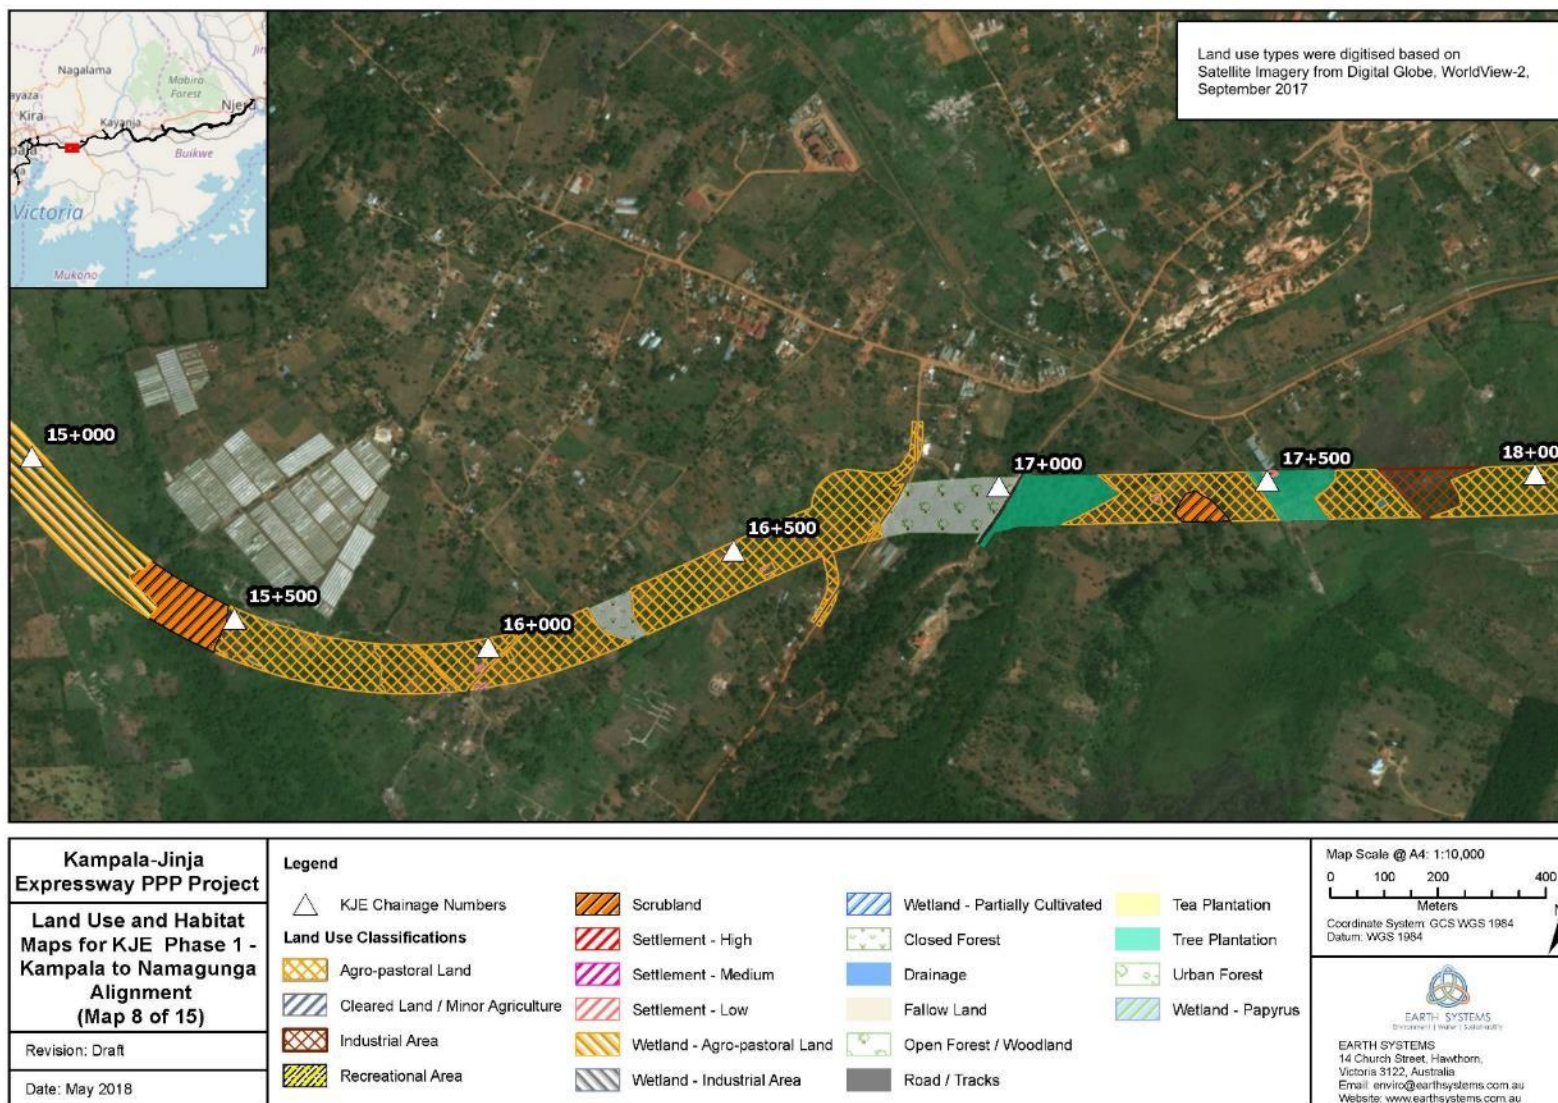 Nagalama
Mabira
Forest
Jin
ayaza
Kira
Njeru
Kayanja
Buikwe
Victoria
Mukono
Land use types were digitised based on
Satellite Imagery from Digital Globe, WorldView-2,
September 2017
15+000
15+500
16+000
16+500
17+000
17+500
18+00
Kampala-Jinja
Expressway PPP Project
Land Use and Habitat
Maps for KJE Phase 1 -
Kampala to Namagunga
Alignment
(Map 8 of 15)
Revision: Draft
Date: May 2018
Legend
KJE Chainage Numbers
Land Use Classifications
Agro-pastoral Land
Cleared Land / Minor Agriculture
Industrial Area
Recreational Area
Scrubland
Settlement - High
Settlement - Medium
Settlement - Low
Wetland - Agro-pastoral Land
Wetland - Industrial Area
Wetland - Partially Cultivated
Closed Forest
Drainage
Fallow Land
Open Forest / Woodland
Road / Tracks
Tea Plantation
Tree Plantation
Urban Forest
Wetland - Papyrus
Map Scale @ A4: 1:10,000
0 100 200 400
Meters
Coordinate System: GCS WGS 1984
Datum: WGS 1984
EARTH SYSTEMS
Environment | Water | Sustainability
EARTH SYSTEMS
14 Church Street, Hawthorn,
Victoria 3122, Australia
Email: enviro@earthsystems.com.au
Website: www.earthsystems.com.au